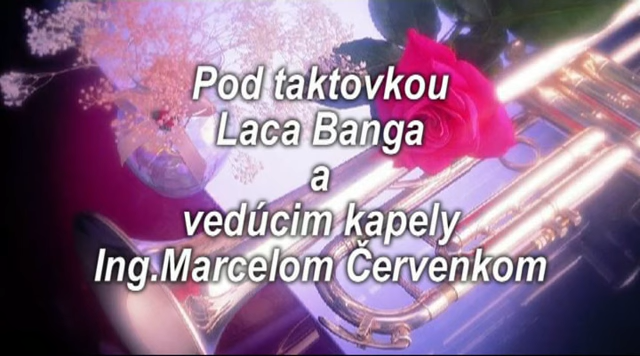 Pod taktovkou
Laca Banga
a
vedúcim kapely
Ing.Marcelom Červenkom